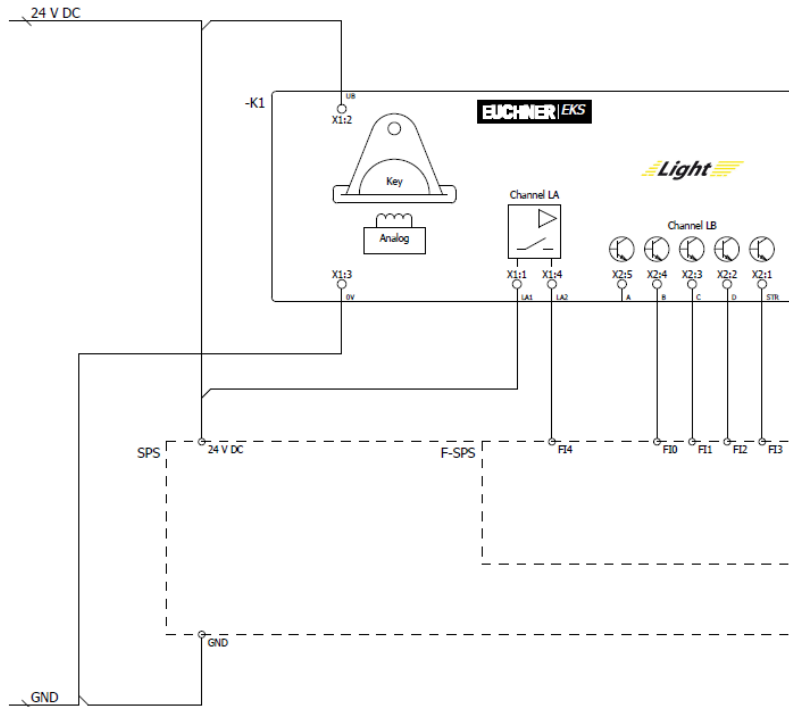 24 V DC
-K1
UB
X1:2
EUCHNER EKS
Light
Key
Analog
Channel LA
Channel LB
X1:3
X1:1
X1:4
X2:5
X2:4
X2:3
X2:2
X2:1
0V
LA1
LA2
A
B
C
D
STR
SPS
24 V DC
F-SPS
FI4
FI0
FI1
FI2
FI3
GND
GND